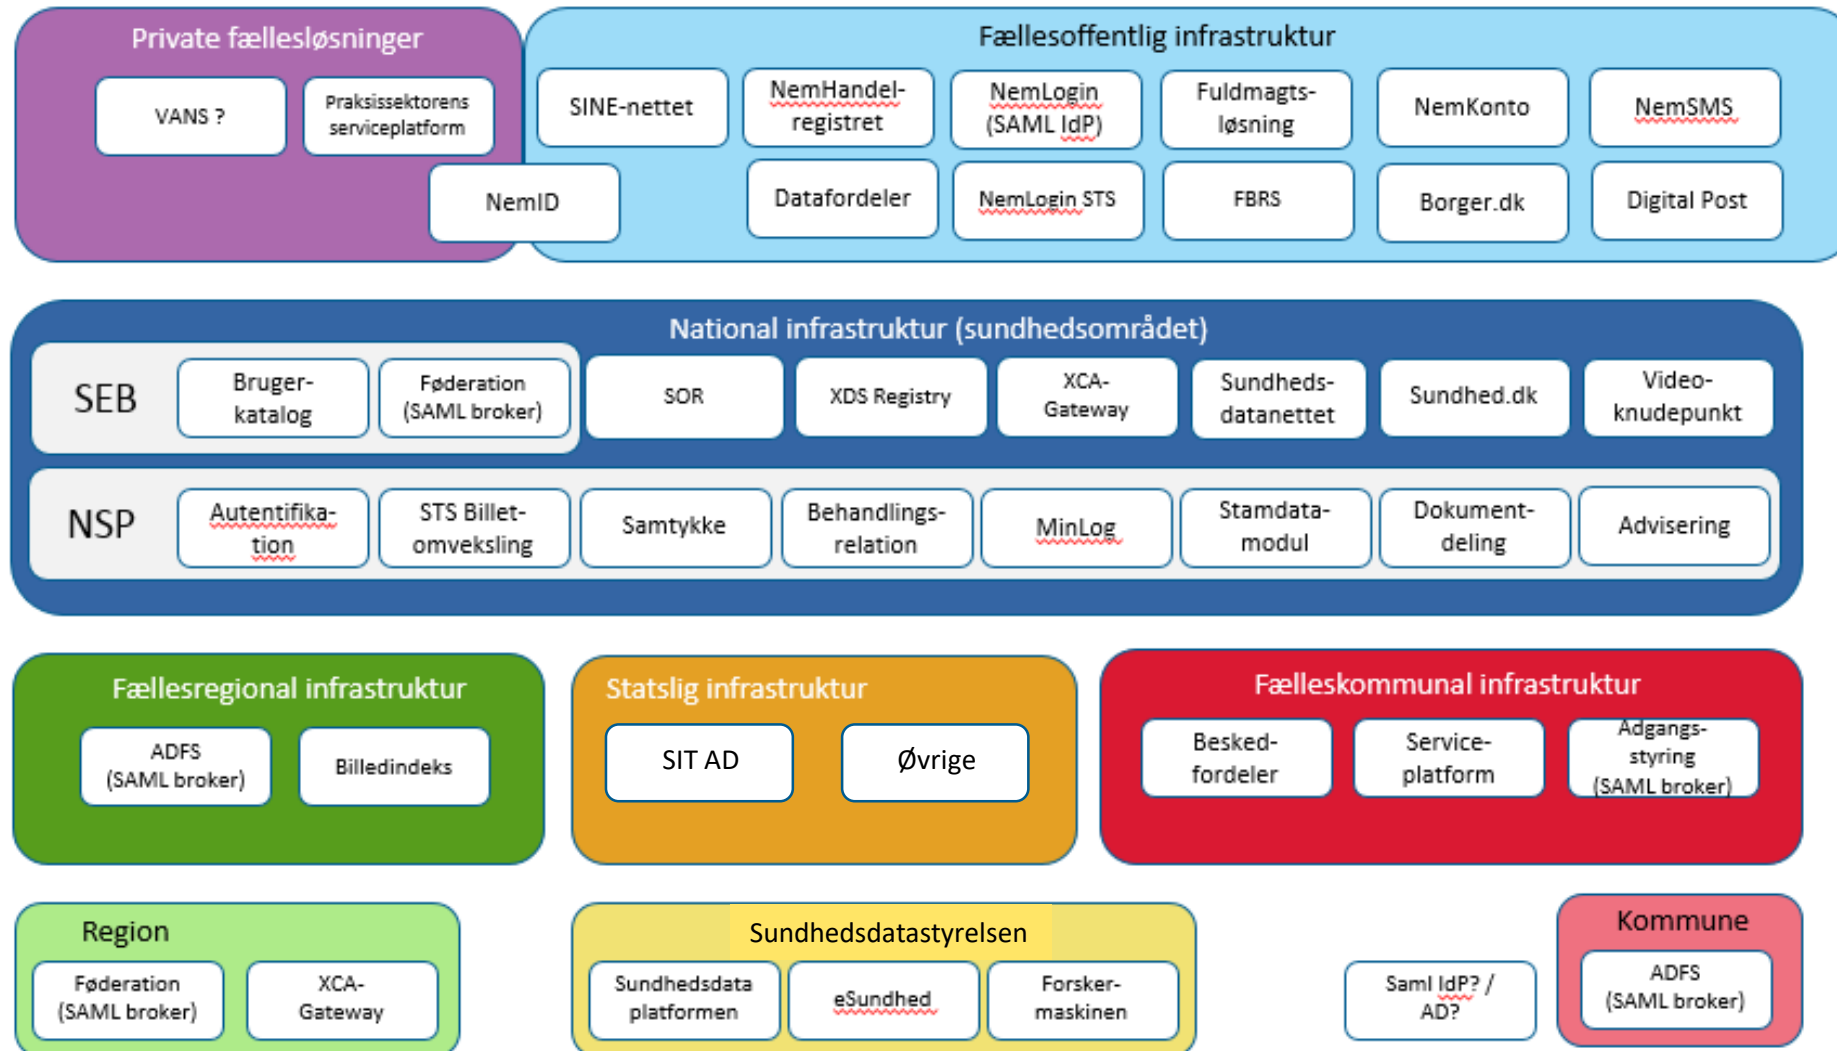 Private fællesløsninger
VANS ?
Praksissektorens
serviceplatform
NemID
Fællesoffentlig infrastruktur
SINE-nettet
NemHandel-
registret
NemLogin
(SAML IdP)
Fuldmagts-
løsning
NemKonto
NemSMS
Datafordeler
NemLogin STS
FBRS
Borger.dk
Digital Post
National infrastruktur (sundhedsområdet)
SEB
Bruger-
katalog
Føderation
(SAML broker)
SOR
XDS Registry
XCA-
Gateway
Sundheds-
datanettet
Sundhed.dk
Video-
knudepunkt
NSP
Autentifika-
tion
STS Billet-
omveksling
Samtykke
Behandlings-
relation
MinLog
Stamdata-
modul
Dokument-
deling
Advisering
Fællesregional infrastruktur
ADFS
(SAML broker)
Billedindeks
Statslig infrastruktur
SIT AD
Øvrige
Fælleskommunal infrastruktur
Besked-
fordeler
Service-
platform
Adgangs-
styring
(SAML broker)
Region
Føderation
(SAML broker)
XCA-
Gateway
Sundhedsdatastyrelsen
Sundhedsdata
platformen
eSundhed
Forsker-
maskinen
Saml IdP? /
AD?
Kommune
ADFS
(SAML broker)